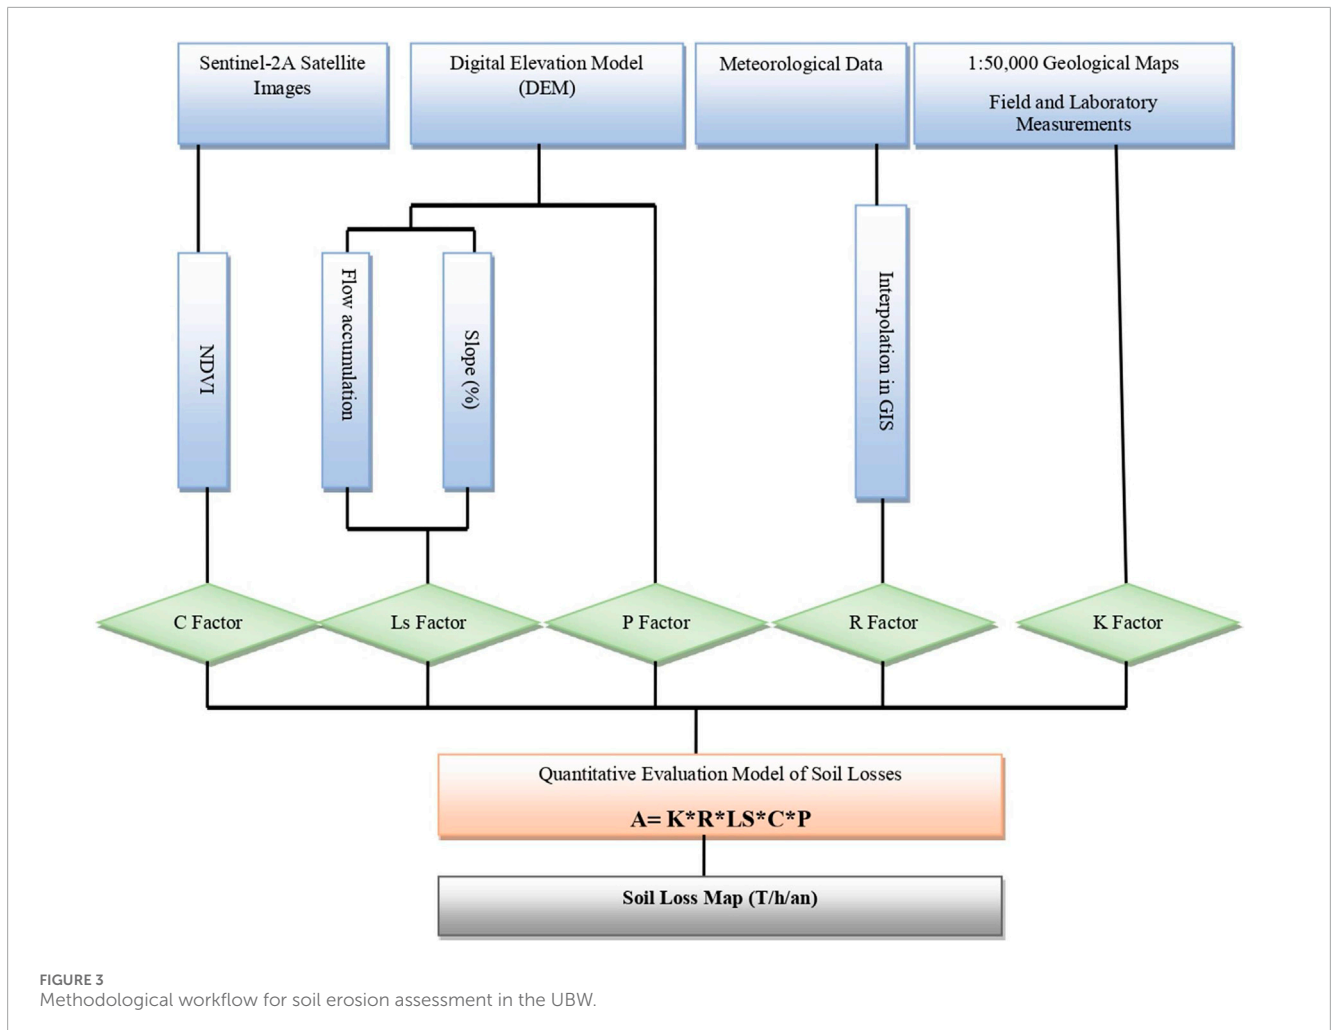 Sentinel-2A Satellite
Images
Digital Elevation Model
(DEM)
Meteorological Data
1:50,000 Geological Maps
Field and Laboratory
Measurements
NDVI
Flow accumulation
Slope (%)
Interpolation in GIS
C Factor
Ls Factor
P Factor
R Factor
K Factor
Quantitative Evaluation Model of Soil Losses
A= K*R*LS*C*P
Soil Loss Map (T/h/an)
FIGURE 3
Methodological workflow for soil erosion assessment in the UBW.